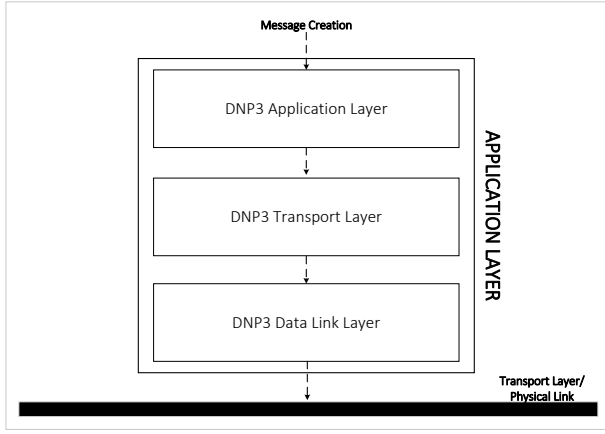 Message Creation
DNP3 Application Layer
DNP3 Transport Layer
DNP3 Data Link Layer
APPLICATION LAYER
Transport Layer/
Physical Link